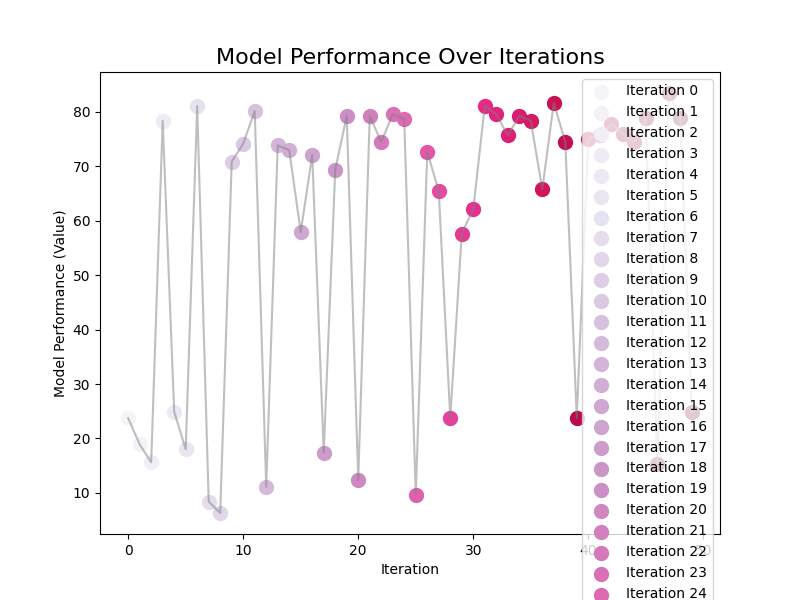 Model Performance Over Iterations
Model Performance (Value)
80
70
60
50
40
30
20
10
0
10
20
30
40
50
Iteration
Iteration 0
Iteration 1
Iteration 2
Iteration 3
Iteration 4
Iteration 5
Iteration 6
Iteration 7
Iteration 8
Iteration 9
Iteration 10
Iteration 11
Iteration 12
Iteration 13
Iteration 14
Iteration 15
Iteration 16
Iteration 17
Iteration 18
Iteration 19
Iteration 20
Iteration 21
Iteration 22
Iteration 23
Iteration 24